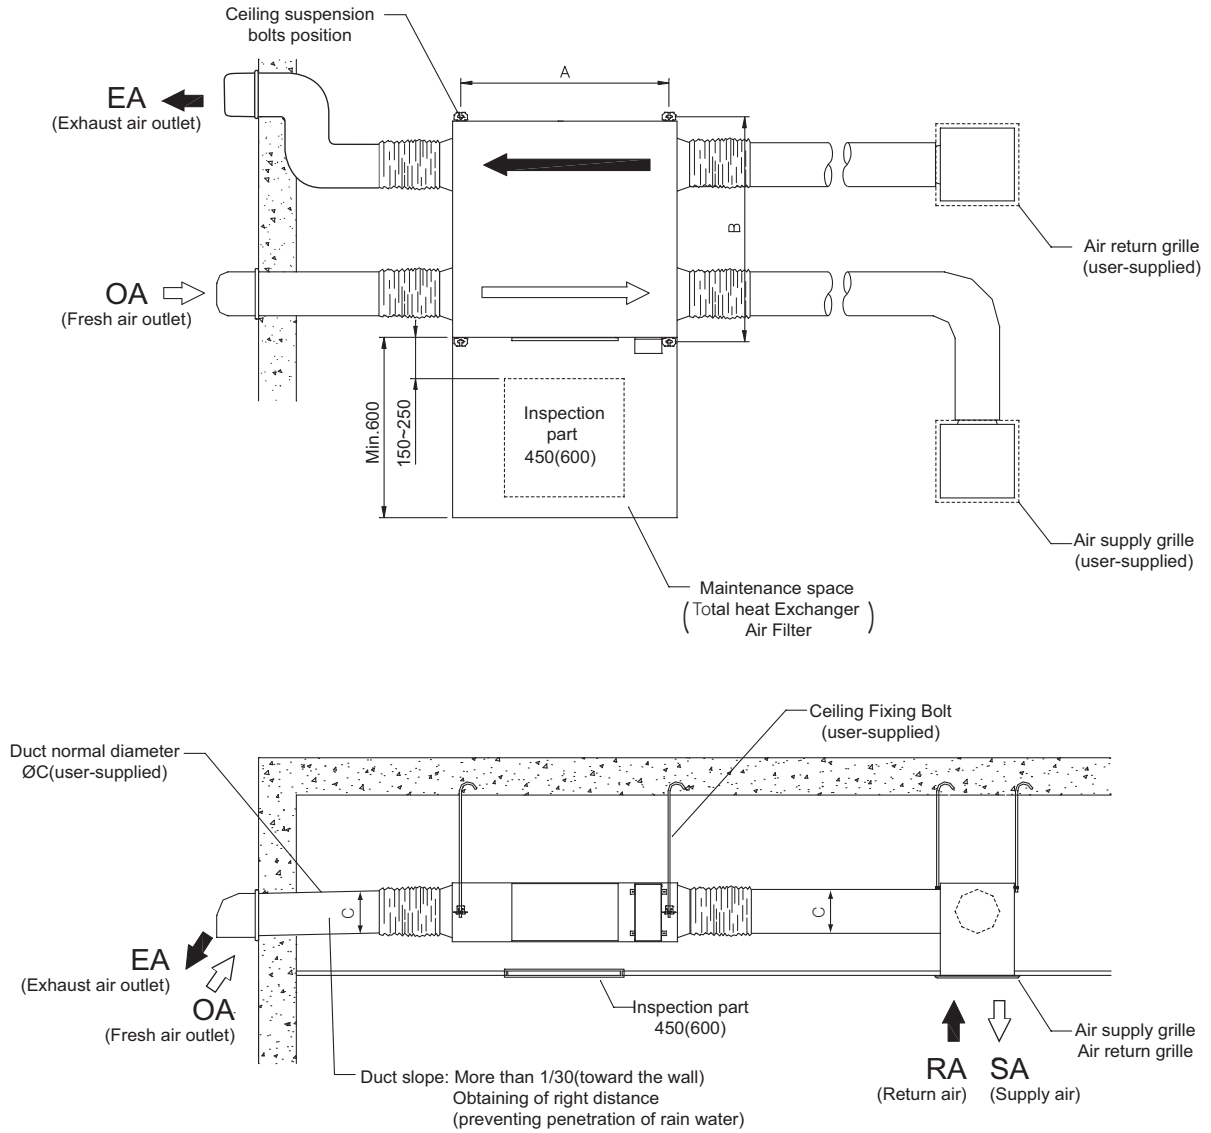 Ceiling suspension
bolts position
A
EA
(Exhaust air outlet)
B
Air return grille
(user-supplied)
OA
(Fresh air outlet)
Min.600
150~250
Inspection
part
450(600)
Air supply grille
(user-supplied)
Maintenance space
(Total heat Exchanger
Air Filter)
Ceiling Fixing Bolt
(user-supplied)
Duct normal diameter
ØC(user-supplied)
C
C
EA
(Exhaust air outlet)
OA
(Fresh air outlet)
Inspection part
450(600)
Air supply grille
Air return grille
RA
(Return air)
SA
(Supply air)
Duct slope: More than 1/30(toward the wall)
Obtaining of right distance
(preventing penetration of rain water)